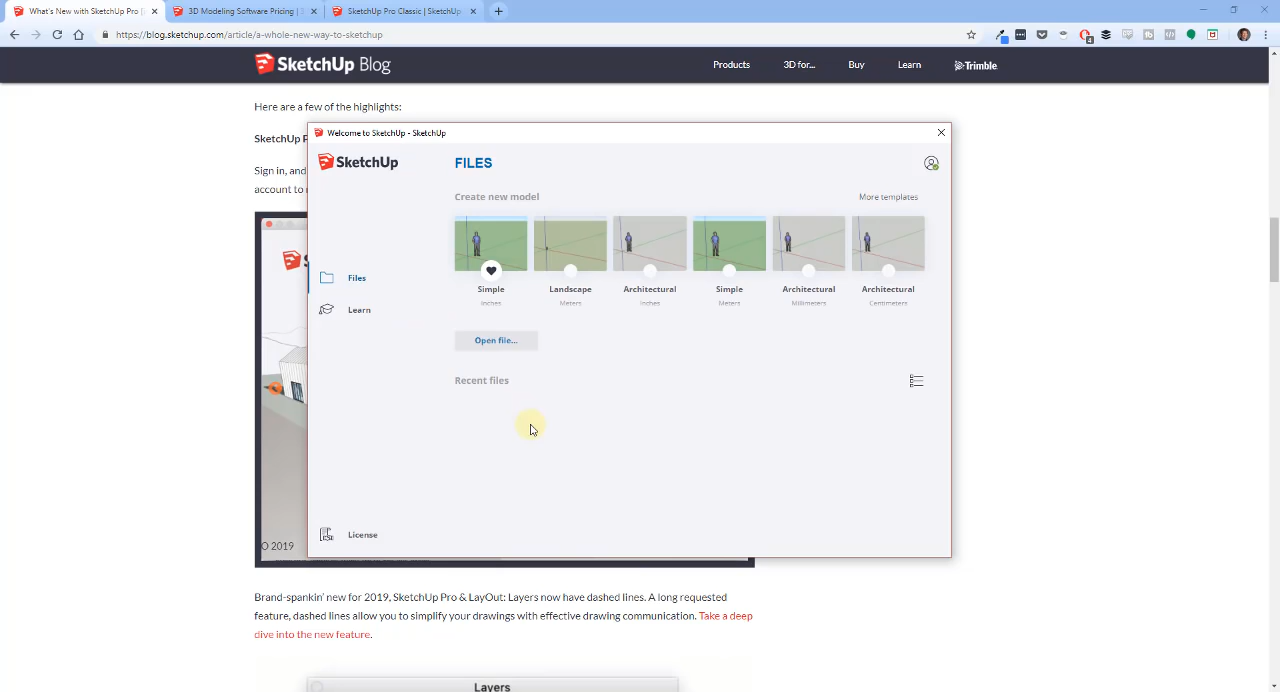 What's New with SketchUp Pro [
3D Modeling Software Pricing |
SketchUp Pro Classic | SketchUp
https://blog.sketchup.com/article/a-whole-new-way-to-sketchup
SketchUp Blog
Products
3D for...
Buy
Learn
Trimble.
Here are a few of the highlights:
SketchUp P
Sign in, and
account to
Welcome to SketchUp - SketchUp
SketchUp
FILES
Create new model
More templates
Simple
Inches
Landscape
Meters
Architectural
Inches
Simple
Meters
Architectural
Millimeters
Architectural
Centimeters
Files
Learn
Open file...
Recent files
License
O 2019
Brand-spankin' new for 2019, SketchUp Pro & LayOut: Layers now have dashed lines. A long requested
feature, dashed lines allow you to simplify your drawings with effective drawing communication. Take a deep
dive into the new feature.
Layers